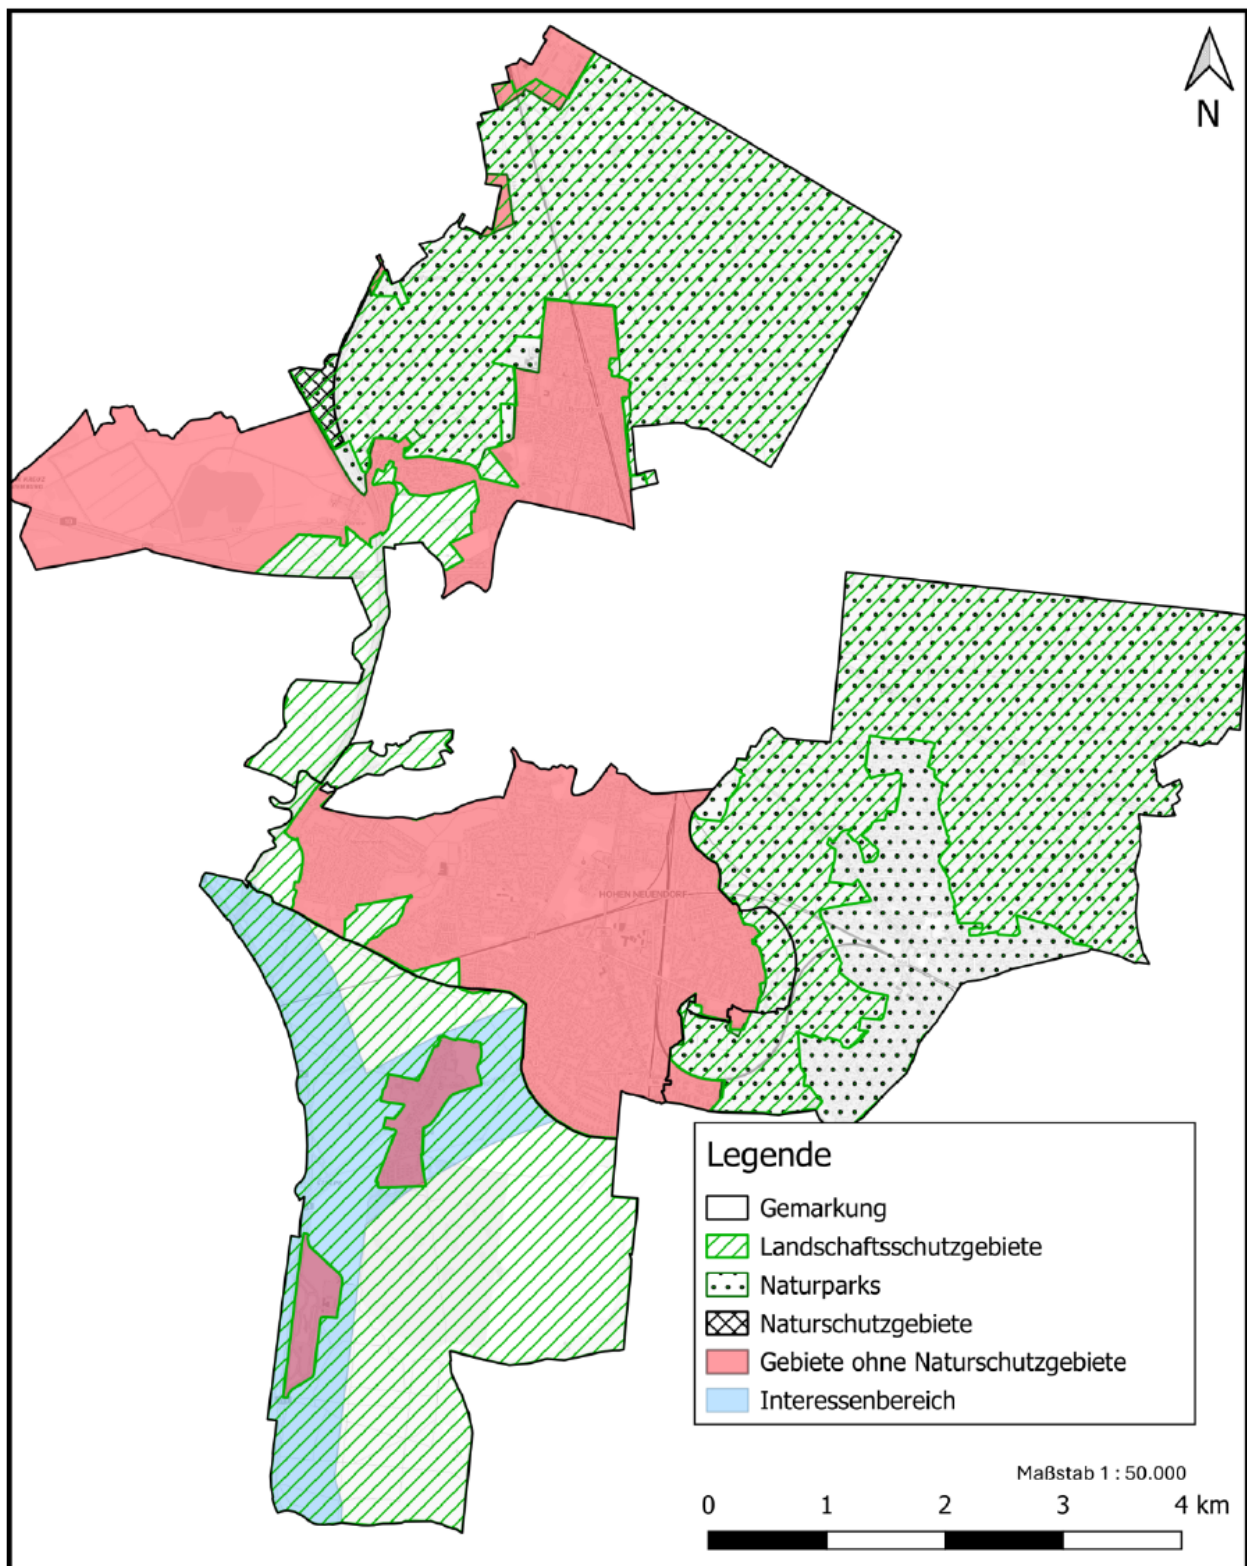 N
HOHEN NEUENDORF
Legende
Gemarkung
Landschaftsschutzgebiete
Naturparks
Naturschutzgebiete
Gebiete ohne Naturschutzgebiete
Interessenbereich
Maßstab 1 : 50.000
0 1 2 3 4 km